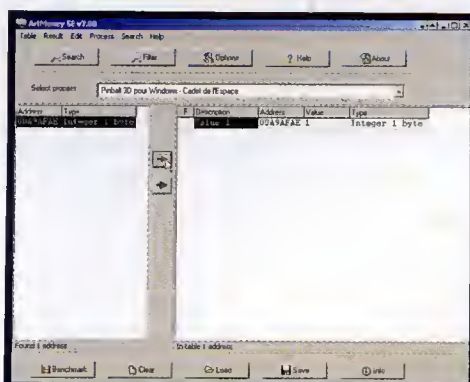 ArtMoney SE v7.00
Table Result Edit Process Search Help
Search Filter Options ? Help About
Select process Pinball 3D pour Windows - Cadet de l'Espace
Address Type
00A9AFAE Integer 1 byte
F Description Address Value Type
Value 1 00A9AFAE 1 Integer 1 byte
Found 1 address
In table 1 address
Benchmark Clear Load Save Info